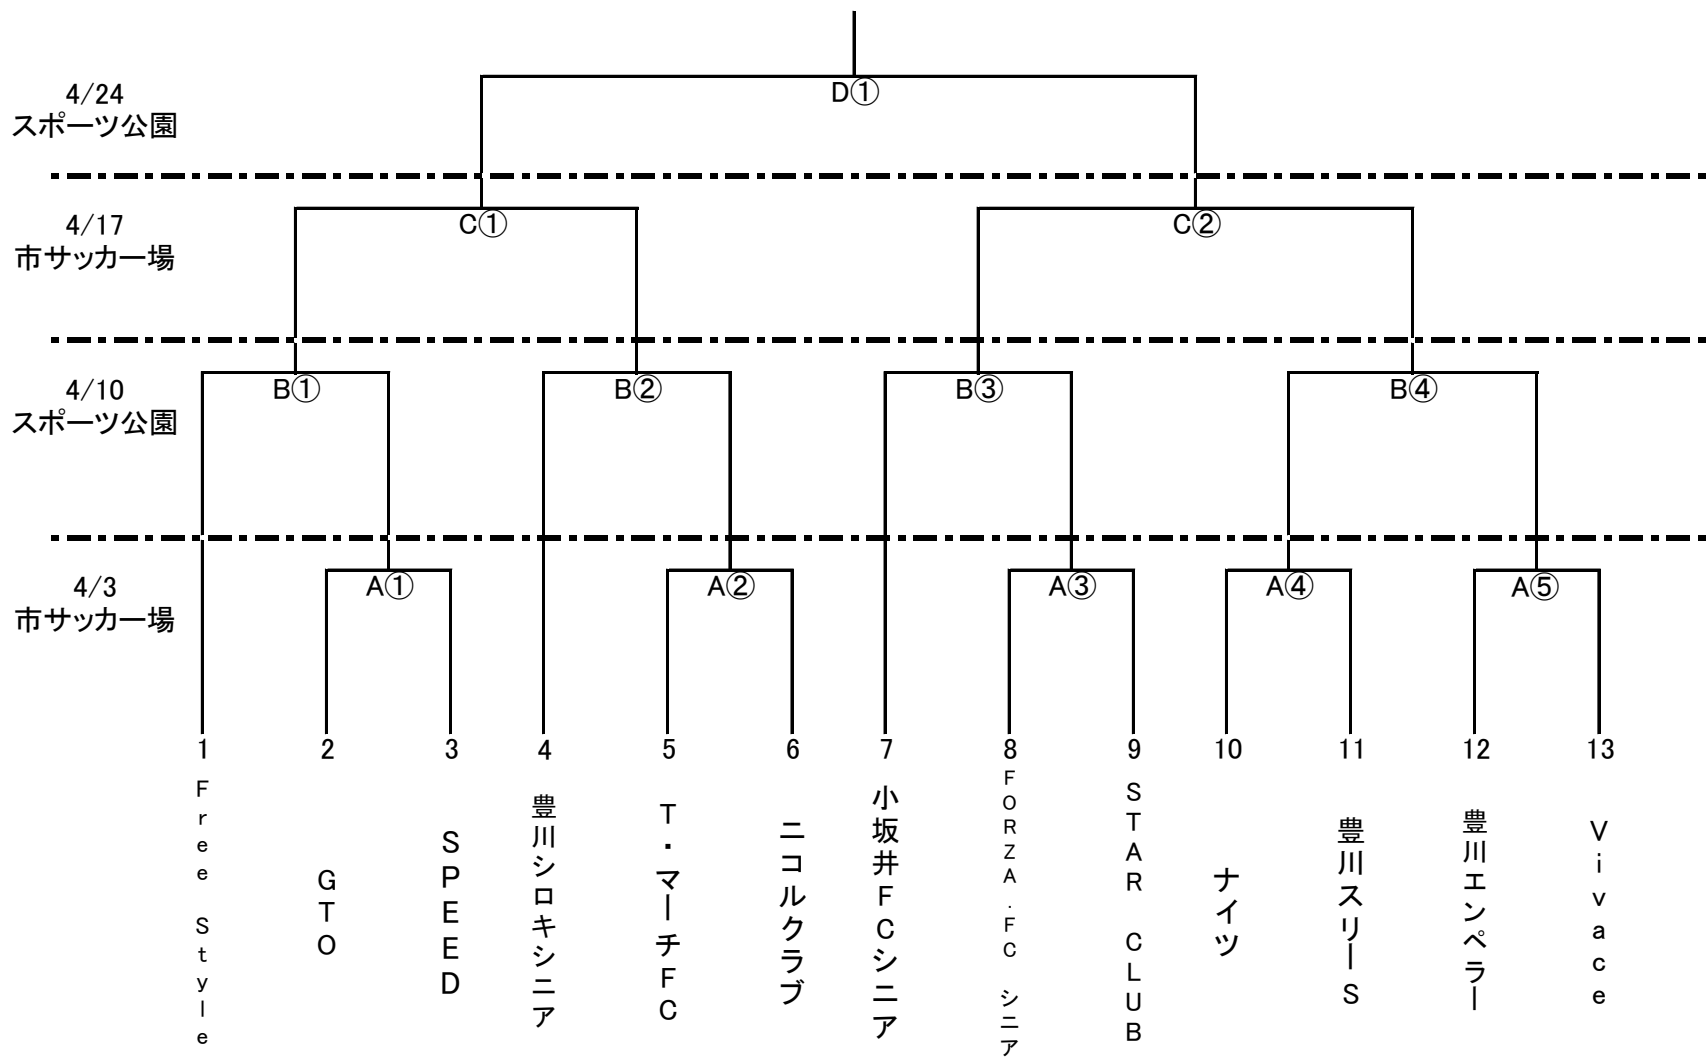 D①
4/24
スポーツ公園
4/17
市サッカー場
C①
C②
4/10
スポーツ公園
B①
B②
B③
B④
4/3
市サッカー場
A①
A②
A③
A④
A⑤
1
2
3
4
5
6
7
8
9
10
11
12
13
Free Style
GTO
SPEED
豊川シロキシニア
T・マーチFC
ニコルクラブ
小坂井FCシニア
FORZA.FC シニア
STAR CLUB
ナイツ
豊川スリーS
豊川エンペラー
Vivace